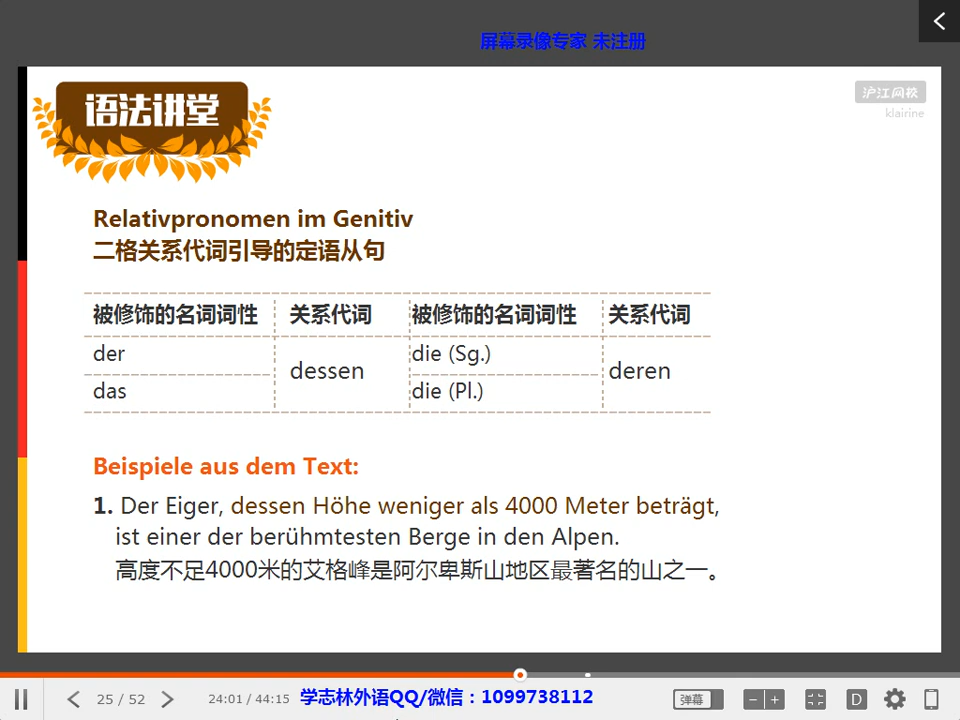 屏幕录像专家 未注册
语法讲堂
沪江网校
klairine
Relativpronomen im Genitiv
二格关系代词引导的定语从句
被修饰的名词词性 关系代词 被修饰的名词词性 关系代词
der dessen die (Sg.) deren
das die (Pl.)
Beispiele aus dem Text:
1. Der Eiger, dessen Höhe weniger als 4000 Meter beträgt,
ist einer der berühmtesten Berge in den Alpen.
高度不足4000米的艾格峰是阿尔卑斯山地区最著名的山之一。
25 / 52 24:01 / 44:15 学志林外语QQ/微信：1099738112 弹幕 D